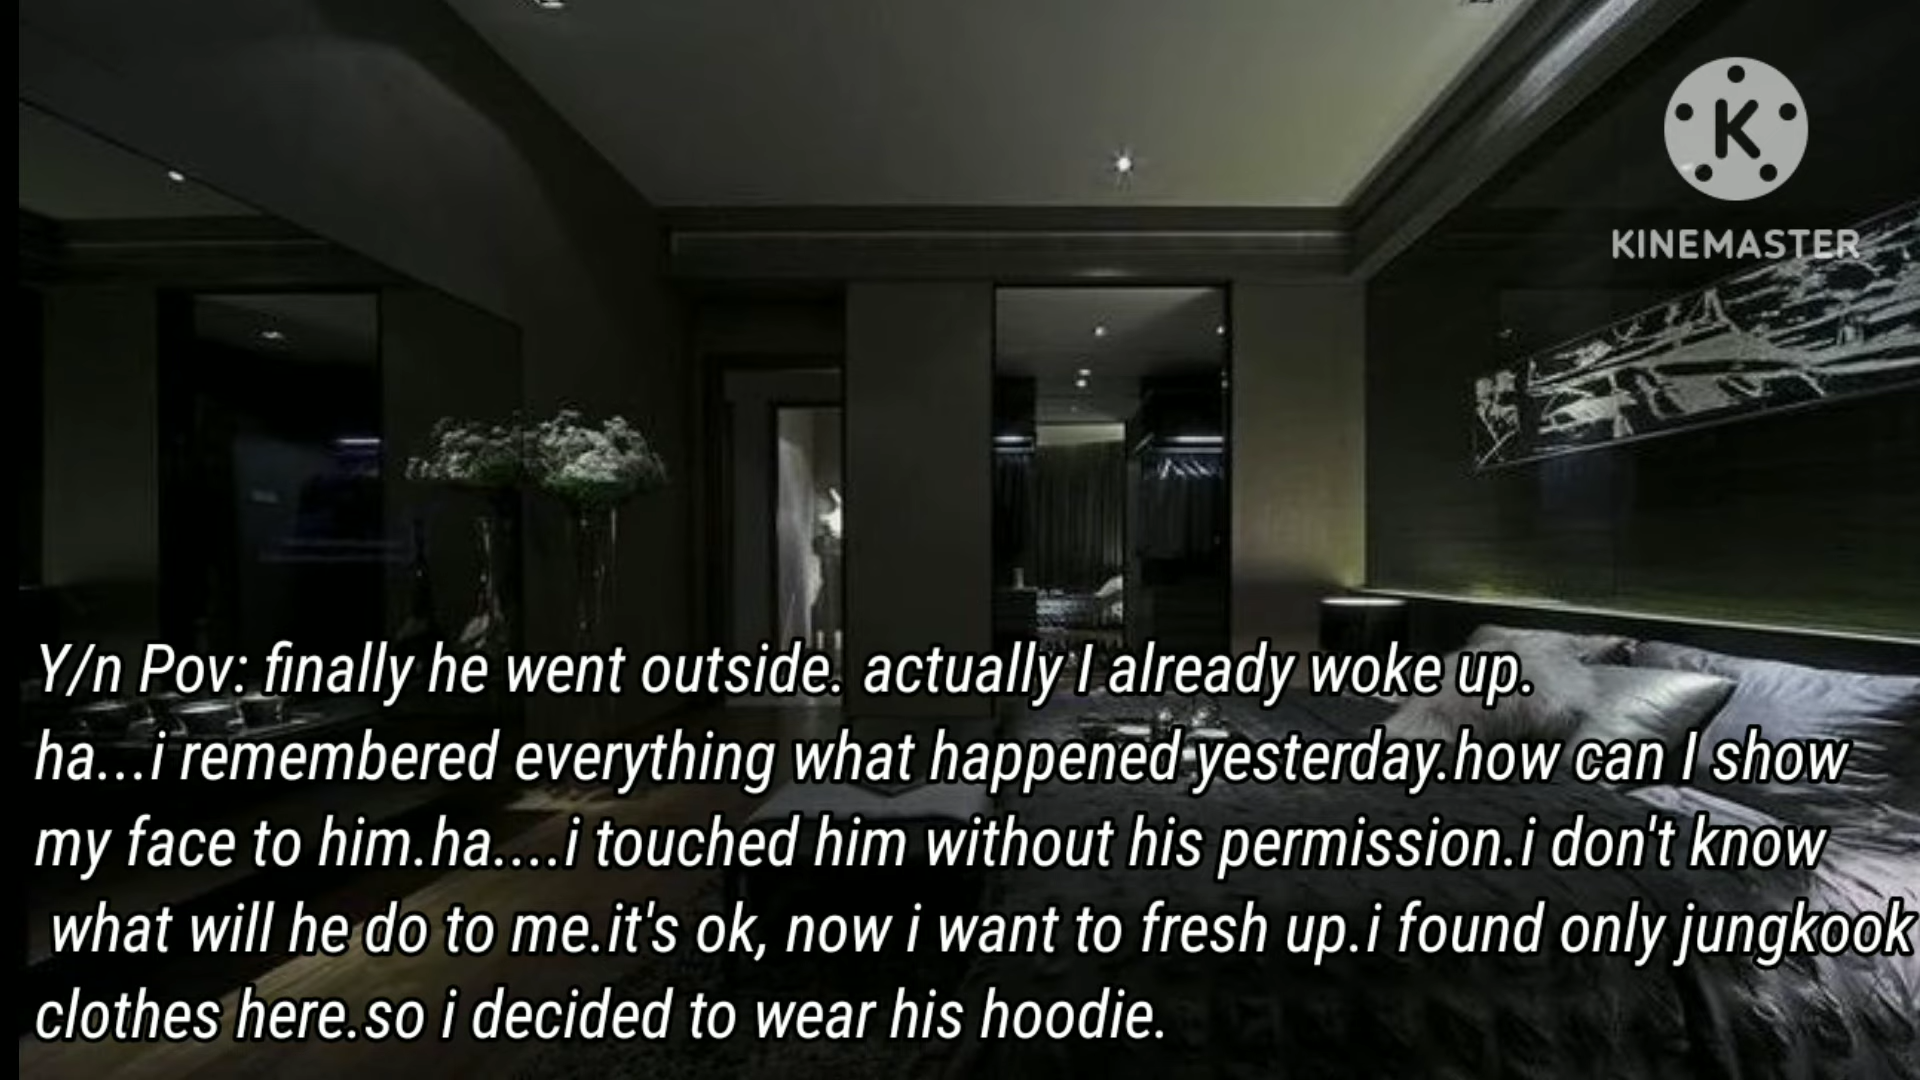 K
KINEMASTER
Y/n Pov: finally he went outside. actually I already woke up.
ha...i remembered everything what happened yesterday.how can I show
my face to him.ha....i touched him without his permission.i don't know
what will he do to me.it's ok, now i want to fresh up.i found only jungkook
clothes here.so i decided to wear his hoodie.